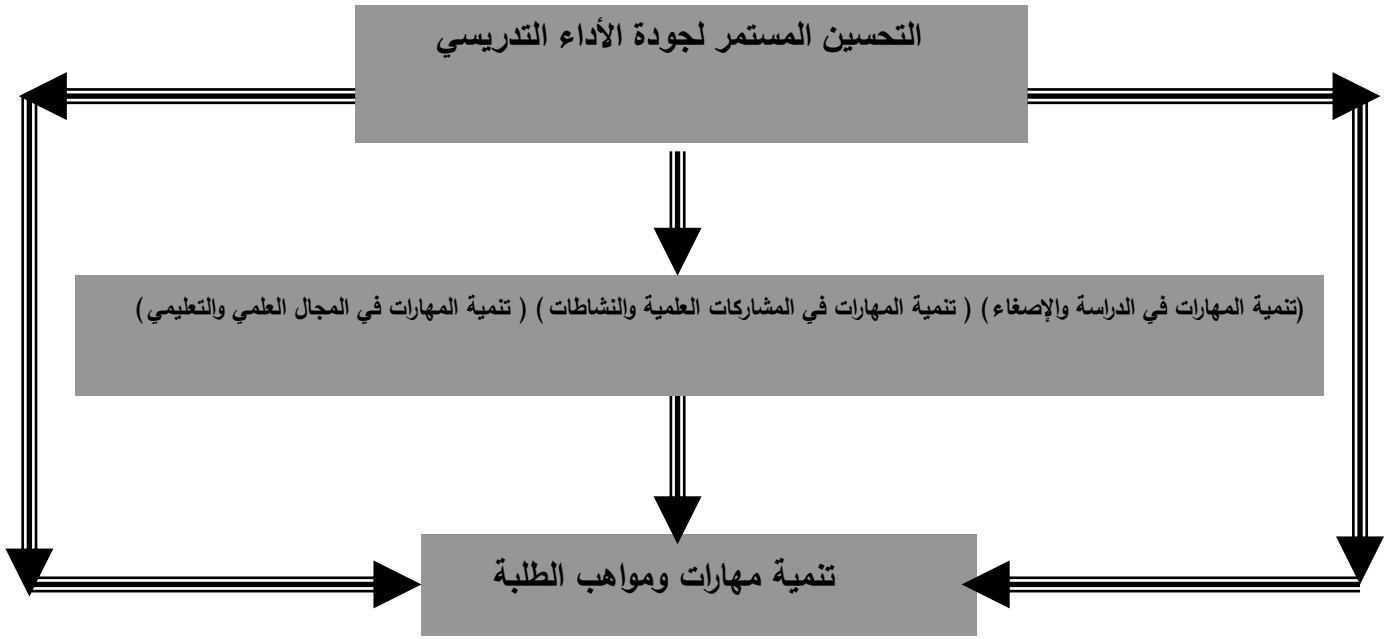 التحسين المستمر لجودة الأداء التدريسي
(تنمية المهارات في الدراسة والإصغاء) ( تنمية المهارات في المشاركات العلمية والنشاطات ) ( تنمية المهارات في المجال العلمي والتعليمي)
تنمية مهارات ومواهب الطلبة